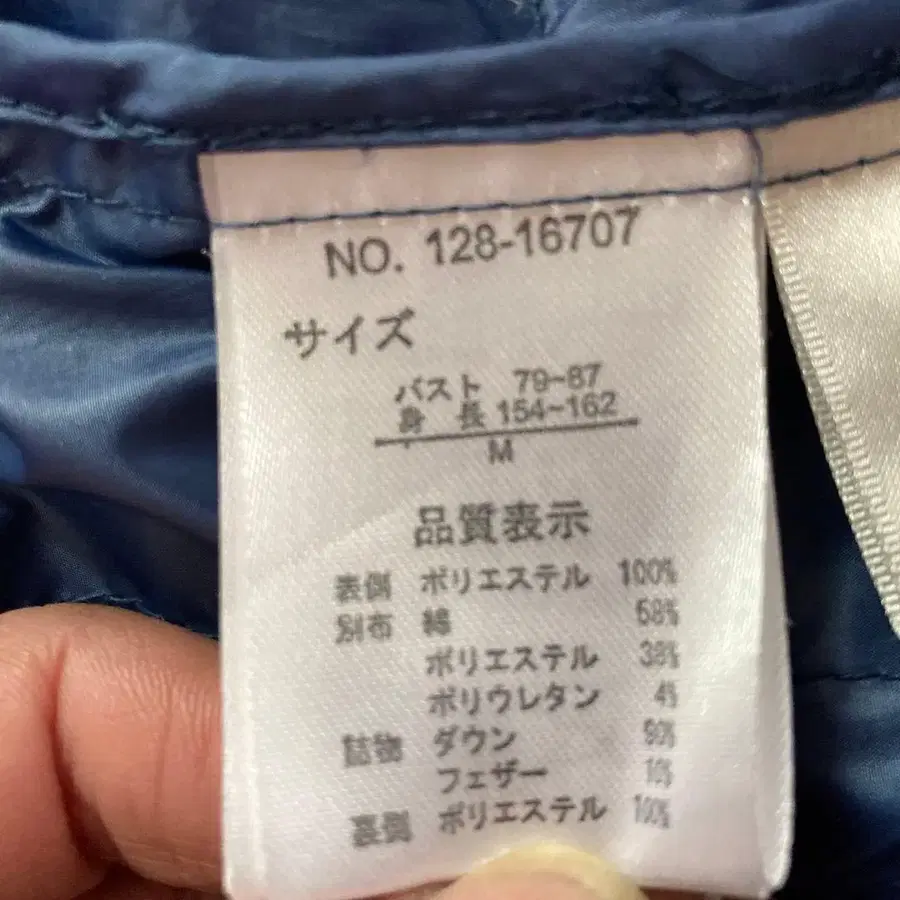 NO. 128-16707
サイズ
バスト 79~87
身 長 154~162
M
品質表示
表側 ポリエステル 100%
別布 綿 58%
ポリエステル 38%
ポリウレタン 4%
詰物 ダウン 90%
フェザー 10%
裏側 ポリエステル 100%